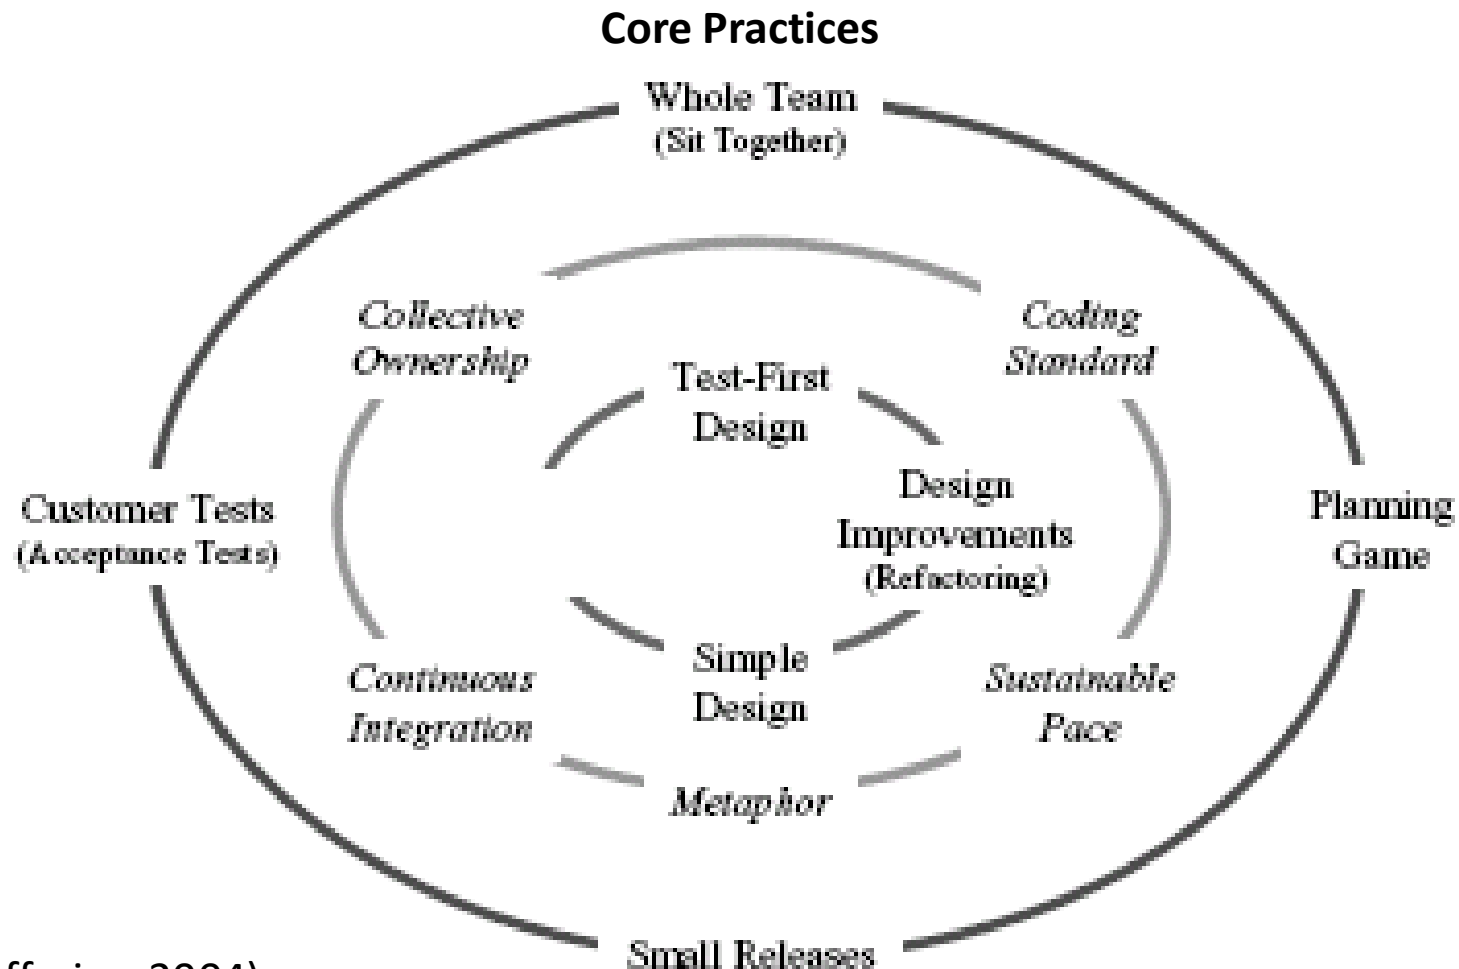 Core Practices
Whole Team
(Sit Together)
Collective
Ownership
Coding
Standard
Test-First
Design
Customer Tests
(Acceptance Tests)
Design
Improvements
(Refactoring)
Planning
Game
Continuous
Integration
Simple
Design
Sustainable
Pace
Metaphor
Small Releases
2004)